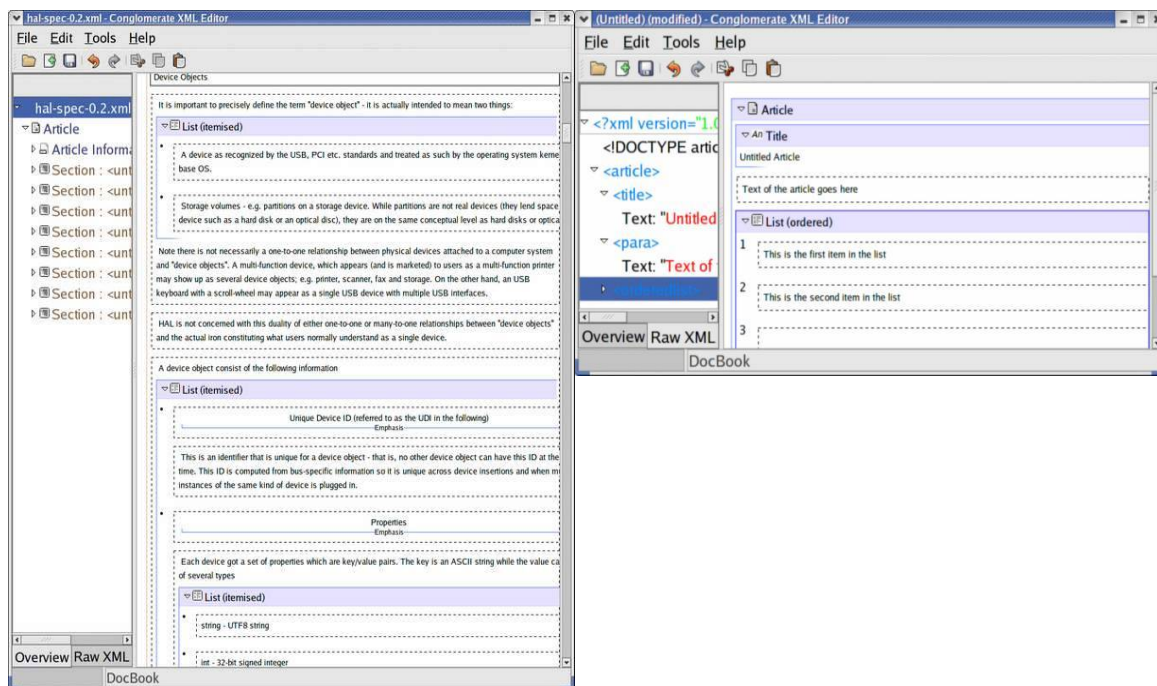 hal-spec-0.2.xml - Conglomerate XML Editor
File Edit Tools Help
hal-spec-0.2.xml
Article
Article Informa
Section : <unt
Section : <unt
Section : <unt
Section : <unt
Section : <unt
Section : <unt
Section : <unt
Section : <unt
Overview Raw XML
Device Objects
It is important to precisely define the term "device object" - it is actually intended to mean two things:
List (itemised)
A device as recognized by the USB, PCI etc. standards and treated as such by the operating system kerne
base OS.
Storage volumes - e.g. partitions on a storage device. While partitions are not real devices (they lend space
device such as a hard disk or an optical disc), they are on the same conceptual level as hard disks or optica
Note there is not necessarily a one-to-one relationship between physical devices attached to a computer system
and "device objects". A multi-function device, which appears (and is marketed) to users as a multi-function printer
may show up as several device objects; e.g. printer, scanner, fax and storage. On the other hand, an USB
keyboard with a scroll-wheel may appear as a single USB device with multiple USB interfaces.
HAL is not concerned with this duality of either one-to-one or many-to-one relationships between "device objects"
and the actual iron constituting what users normally understand as a single device.
A device object consist of the following information
List (itemised)
Unique Device ID (referred to as the UDI in the following)
Emphasis
This is an identifier that is unique for a device object - that is, no other device object can have this ID at the
time. This ID is computed from bus-specific information so it is unique across device insertions and when m
instances of the same kind of device is plugged in.
Properties
Emphasis
Each device got a set of properties which are key/value pairs. The key is an ASCII string while the value ca
of several types
List (itemised)
string - UTF8 string
int - 32-bit signed integer
DocBook
(Untitled) (modified) - Conglomerate XML Editor
File Edit Tools Help
<?xml version="1.0
<!DOCTYPE artic
<article>
<title>
Text: "Untitled
<para>
Text: "Text of
Overview Raw XML
Article
Title
Untitled Article
Text of the article goes here
List (ordered)
1 This is the first item in the list
2 This is the second item in the list
3
DocBook